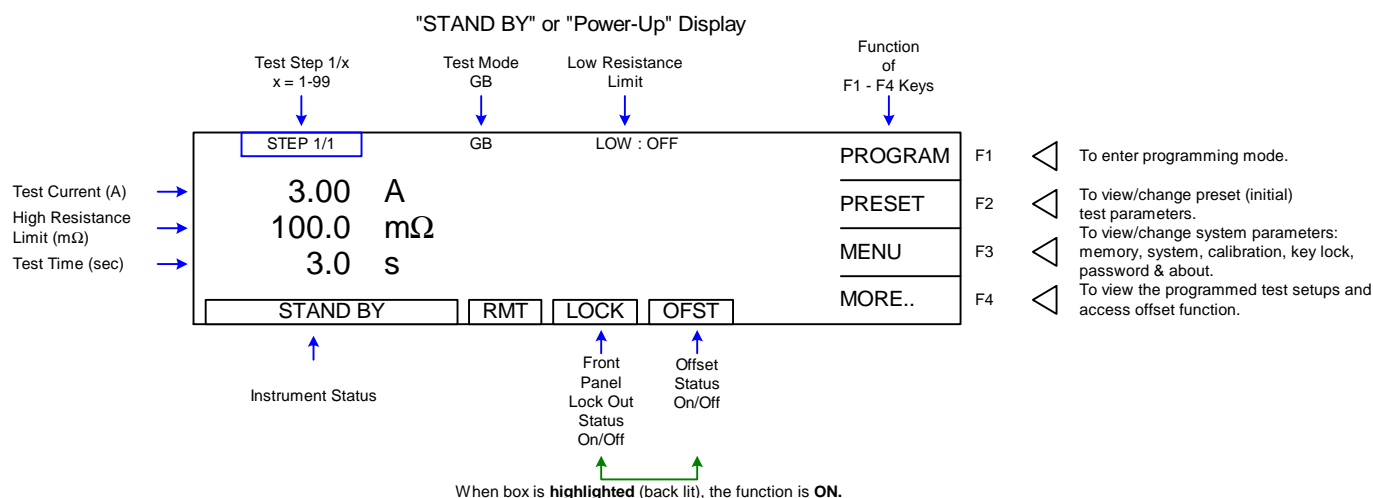 "STAND BY" or "Power-Up" Display
Test Step 1/x
x = 1-99
Test Mode
GB
Low Resistance
Limit
Function
of
F1 - F4 Keys
STEP 1/1
GB
LOW : OFF
Test Current (A)
3.00 A
High Resistance
Limit (mΩ)
100.0 mΩ
Test Time (sec)
3.0 s
PROGRAM
F1
To enter programming mode.
PRESET
F2
To view/change preset (initial)
test parameters.
MENU
F3
To view/change system parameters:
memory, system, calibration, key lock,
password & about.
MORE..
F4
To view the programmed test setups and
access offset function.
STAND BY
RMT
LOCK
OFST
Instrument Status
Front
Panel
Lock Out
Status
On/Off
Offset
Status
On/Off
When box is highlighted (back lit), the function is ON.